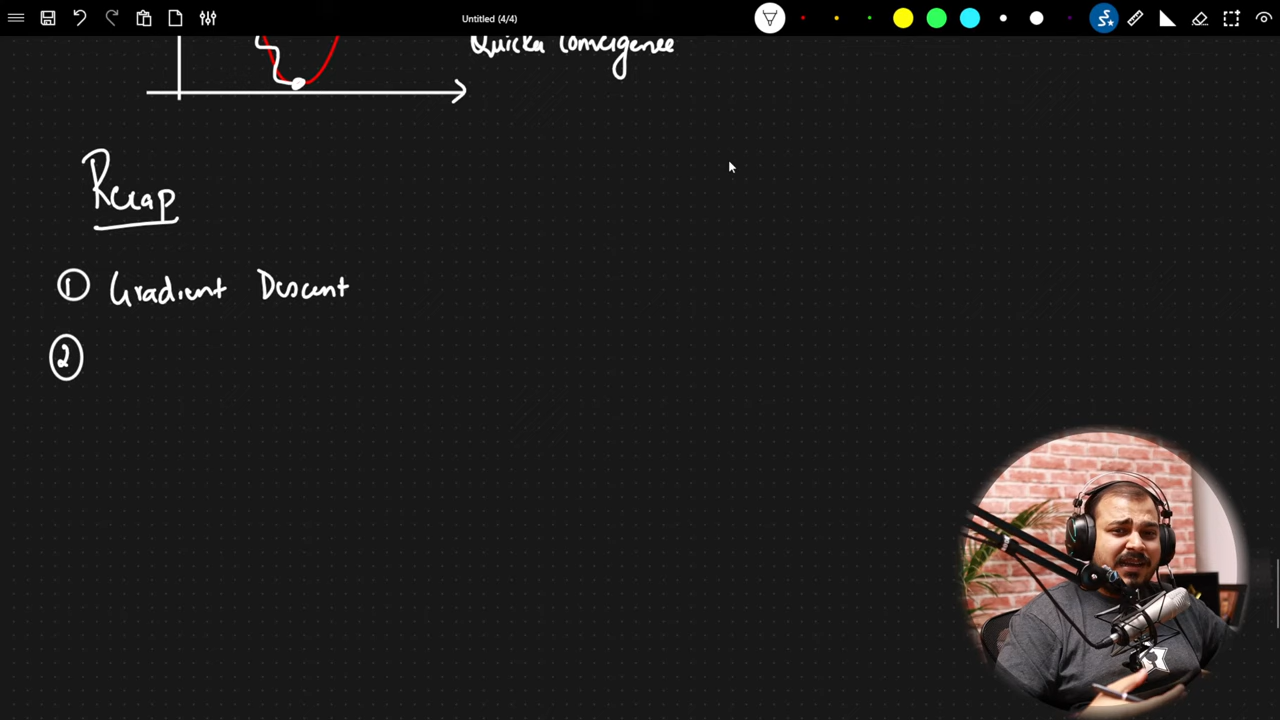 Untitled (4/4)
Quicker Convergence
Recap
① Gradient Descent
②